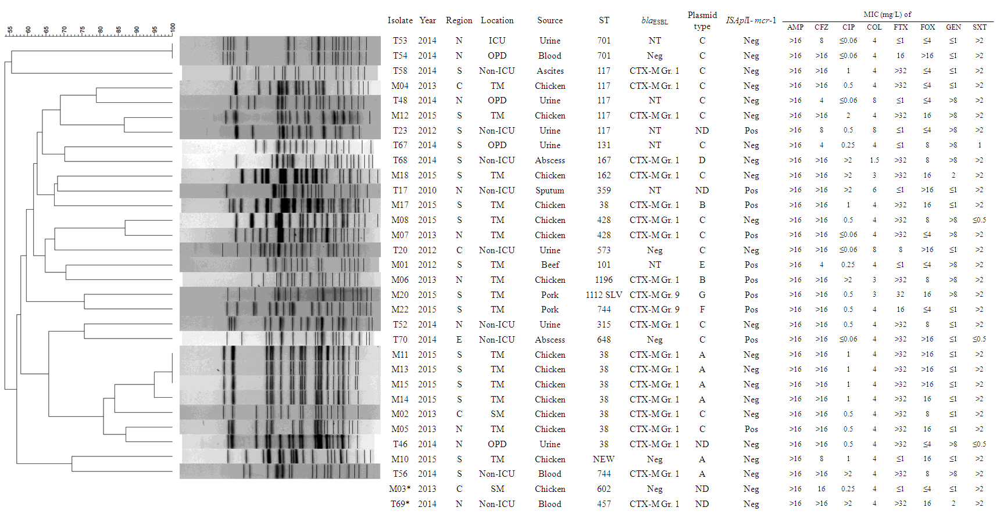 55 60 65 70 75 80 85 90 95 100
MIC (mg/L) of
Isolate Year Region Location Source ST blaESBL Plasmid type ISApl1- mcr-1 AMP CFZ CIP COL FTX FOX GEN SXT
T53 2014 N ICU Urine 701 NT C Neg >16 8 ≤0.06 4 ≤1 ≤4 ≤1 >2
T54 2014 N OPD Blood 701 Neg C Neg >16 >16 ≤0.06 4 16 >16 ≤1 >2
T58 2014 S Non-ICU Ascites 117 CTX-M Gr. 1 C Neg >16 >16 1 4 >32 ≤4 ≤1 >2
M04 2013 C TM Chicken 117 CTX-M Gr. 1 C Neg >16 >16 0.5 4 >32 ≤4 ≤1 >2
T48 2014 N OPD Urine 117 NT C Neg >16 4 ≤0.06 8 ≤1 ≤4 >8 >2
M12 2015 S TM Chicken 117 CTX-M Gr. 1 C Neg >16 >16 2 4 >32 16 >8 >2
T23 2012 S Non-ICU Urine 117 NT ND Pos >16 8 0.5 8 ≤1 ≤4 >8 >2
T67 2014 S OPD Urine 131 NT C Neg >16 4 0.25 4 ≤1 8 >8 1
T68 2014 S Non-ICU Abscess 167 CTX-M Gr. 1 D Neg >16 >16 >2 1.5 >32 8 >8 >2
M18 2015 S TM Chicken 162 CTX-M Gr. 1 C Neg >16 >16 >2 3 >32 16 2 >2
T17 2010 N Non-ICU Sputum 359 NT ND Pos >16 >16 >2 6 ≤1 >16 ≤1 >2
M17 2015 S TM Chicken 38 CTX-M Gr. 1 B Pos >16 >16 1 4 >32 16 ≤1 >2
M08 2015 S TM Chicken 428 CTX-M Gr. 1 C Neg >16 >16 0.5 4 >32 8 >8 ≤0.5
M07 2013 N TM Chicken 428 CTX-M Gr. 1 C Pos >16 >16 ≤0.06 4 >32 ≤4 >8 >2
T20 2012 C Non-ICU Urine 573 Neg C Neg >16 >16 ≤0.06 8 8 >16 ≤1 >2
M01 2012 S TM Beef 101 NT E Pos >16 4 0.25 4 ≤1 ≤4 >8 >2
M06 2013 N TM Chicken 1196 CTX-M Gr. 1 B Pos >16 >16 >2 3 >32 8 >8 >2
M20 2015 S TM Pork 1112 SLV CTX-M Gr. 9 G Pos >16 >16 0.5 3 32 16 >8 >2
M22 2015 S TM Pork 744 CTX-M Gr. 9 F Pos >16 >16 0.5 4 16 ≤4 ≤1 >2
T52 2014 N Non-ICU Urine 315 CTX-M Gr. 1 C Neg >16 >16 0.5 4 >32 8 ≤1 >2
T70 2014 E Non-ICU Abscess 648 Neg C Pos >16 >16 ≤0.06 4 >32 >16 ≤1 ≤0.5
M11 2015 S TM Chicken 38 CTX-M Gr. 1 A Neg >16 >16 1 4 >32 >16 ≤1 >2
M13 2015 S TM Chicken 38 CTX-M Gr. 1 A Neg >16 >16 1 4 >32 >16 ≤1 >2
M15 2015 S TM Chicken 38 CTX-M Gr. 1 A Neg >16 >16 1 4 >32 >16 ≤1 >2
M14 2015 S TM Chicken 38 CTX-M Gr. 1 A Neg >16 >16 1 4 >32 16 ≤1 >2
M02 2013 C SM Chicken 38 CTX-M Gr. 1 C Neg >16 >16 0.5 4 >32 8 ≤1 >2
M05 2013 N TM Chicken 38 CTX-M Gr. 1 C Pos >16 >16 0.5 4 >32 16 ≤1 >2
T46 2014 N OPD Urine 38 CTX-M Gr. 1 ND Neg >16 >16 0.5 4 >32 ≤4 >8 ≤0.5
M10 2015 S TM Chicken NEW Neg A Neg >16 8 1 4 ≤1 16 ≤1 >2
T56 2014 S Non-ICU Blood 744 CTX-M Gr. 1 A Neg >16 >16 >2 4 >32 8 >8 >2
M03* 2013 C SM Chicken 602 Neg ND Neg >16 16 0.25 4 ≤1 ≤4 ≤1 >2
T69* 2014 N Non-ICU Blood 457 CTX-M Gr. 1 ND Neg >16 >16 >2 4 >32 16 2 >2